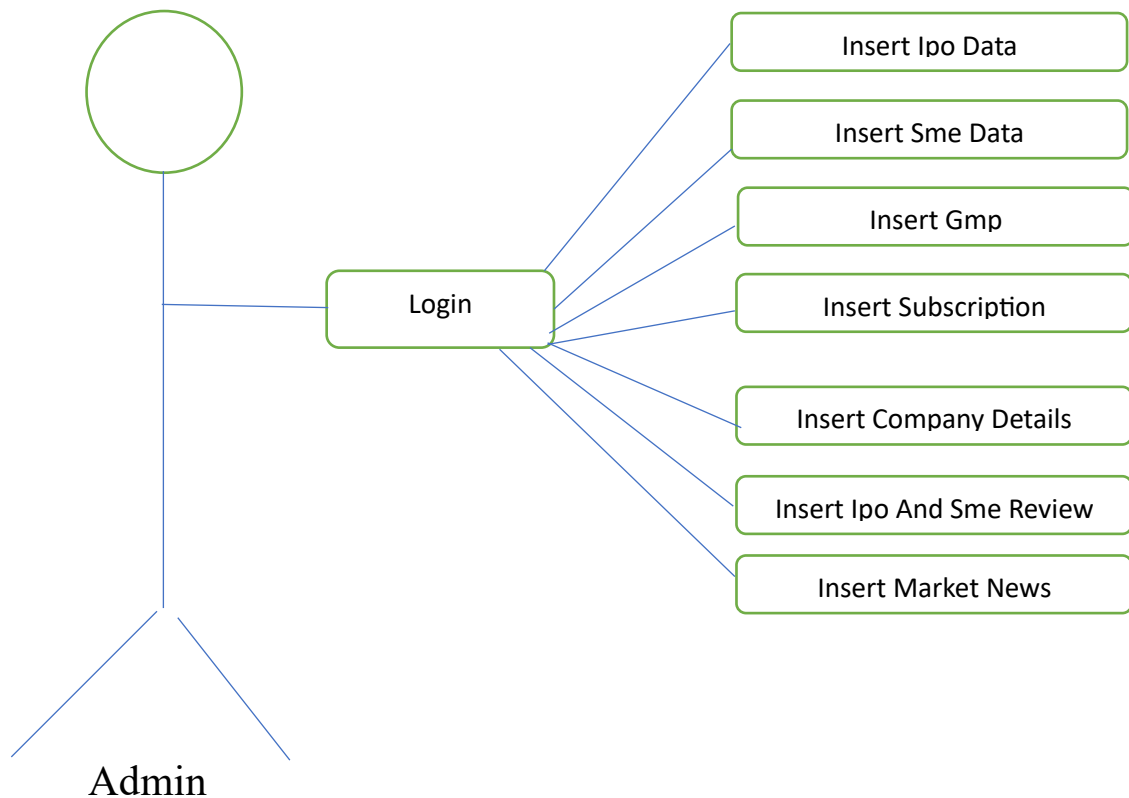 Insert Ipo Data
Insert Sme Data
Insert Gmp
Insert Subscription
Login
Insert Company Details
Insert Ipo And Sme Review
Insert Market News
Admin